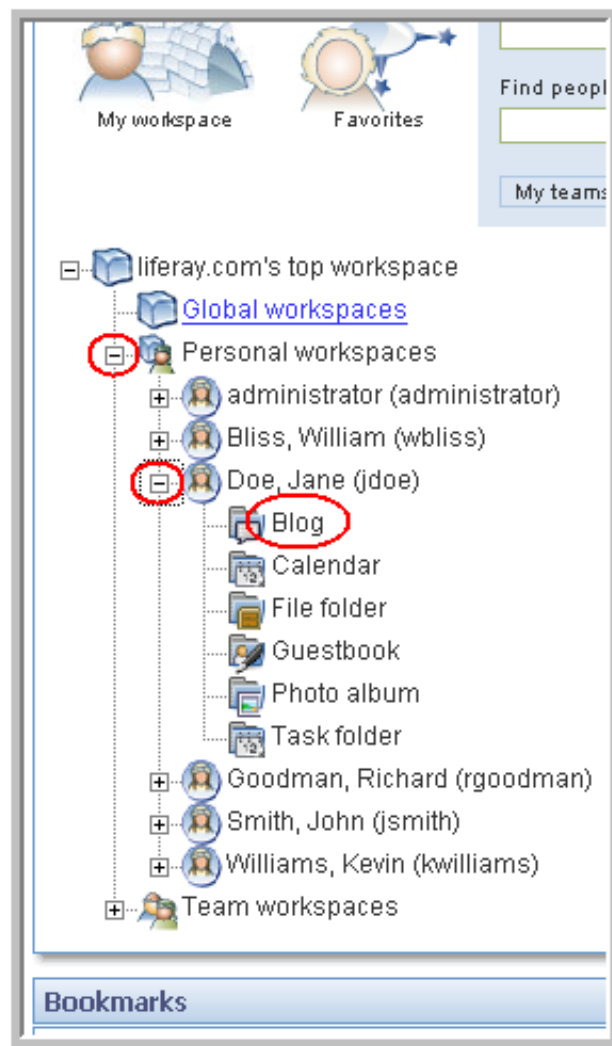 My workspace
Favorites
Find peopl
My teams
liferay.com's top workspace
Global workspaces
Personal workspaces
administrator (administrator)
Bliss, William (wbliss)
Doe, Jane (jdoe)
Blog
Calendar
File folder
Guestbook
Photo album
Task folder
Goodman, Richard (rgoodman)
Smith, John (jsmith)
Williams, Kevin (kwilliams)
Team workspaces
Bookmarks